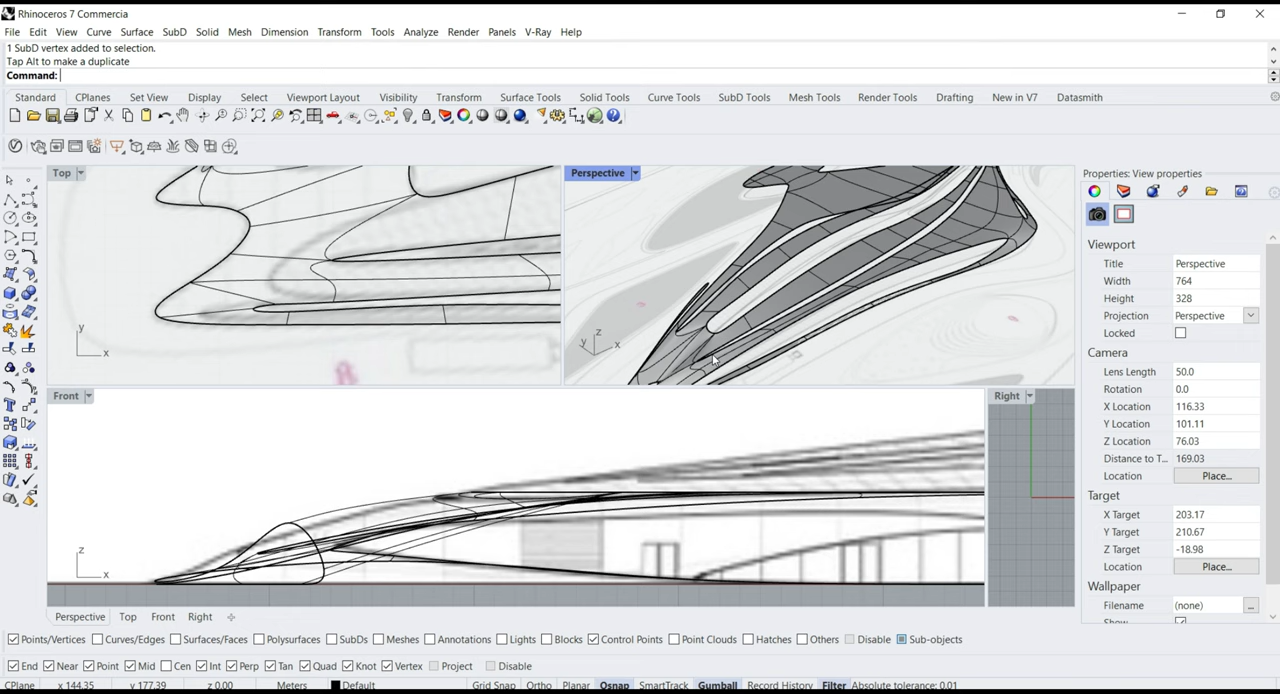 Rhinoceros 7 Commercia
File Edit View Curve Surface SubD Solid Mesh Dimension Transform Tools Analyze Render Panels V-Ray Help
1 SubD vertex added to selection.
Tap Alt to make a duplicate
Command:
Standard CPlanes Set View Display Select Viewport Layout Visibility Transform Surface Tools Solid Tools Curve Tools SubD Tools Mesh Tools Render Tools Drafting New in V7 Datasmith
Top
Perspective
Properties: View properties
Viewport
Title Perspective
Width 764
Height 328
Projection Perspective
Locked
Camera
Lens Length 50.0
Rotation 0.0
X Location 116.33
Y Location 101.11
Z Location 76.03
Distance to T... 169.03
Location Place...
Target
X Target 203.17
Y Target 210.67
Z Target -18.98
Location Place...
Wallpaper
Filename (none) ...
y
x
z
y x
Front
Right
z
x
Perspective Top Front Right
Points/Vertices Curves/Edges Surfaces/Faces Polysurfaces SubDs Meshes Annotations Lights Blocks Control Points Point Clouds Hatches Others Disable Sub-objects
End Near Point Mid Cen Int Perp Tan Quad Knot Vertex Project Disable
CPlane x 144.35 y 177.39 z 0.00 Meters Default Grid Snap Ortho Planar Osnap SmartTrack Gumball Record History Filter Absolute tolerance: 0.01